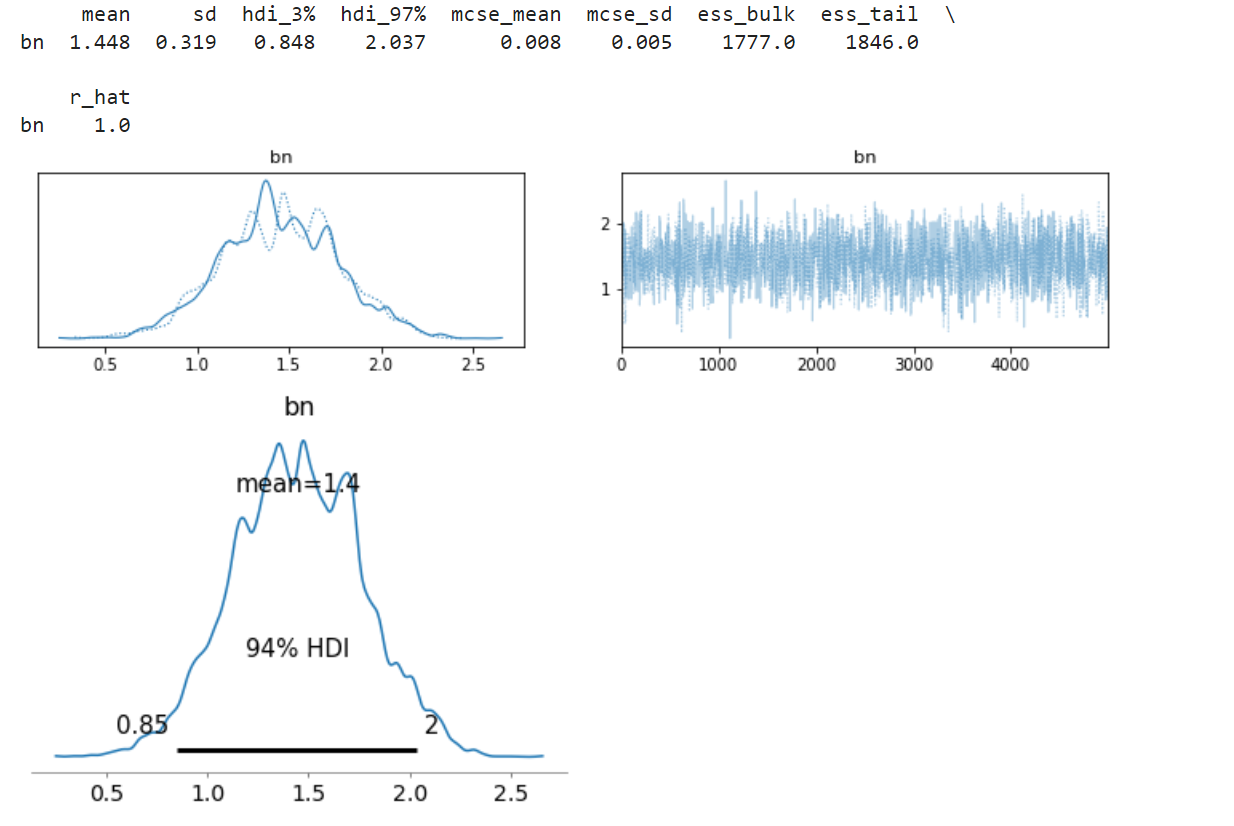 mean sd hdi_3% hdi_97% mcse_mean mcse_sd ess_bulk ess_tail \
bn 1.448 0.319 0.848 2.037 0.008 0.005 1777.0 1846.0
r_hat
bn 1.0
bn
0.5 1.0 1.5 2.0 2.5
bn
2
1
0 1000 2000 3000 4000
bn
mean=1.4
94% HDI
0.85 2
0.5 1.0 1.5 2.0 2.5